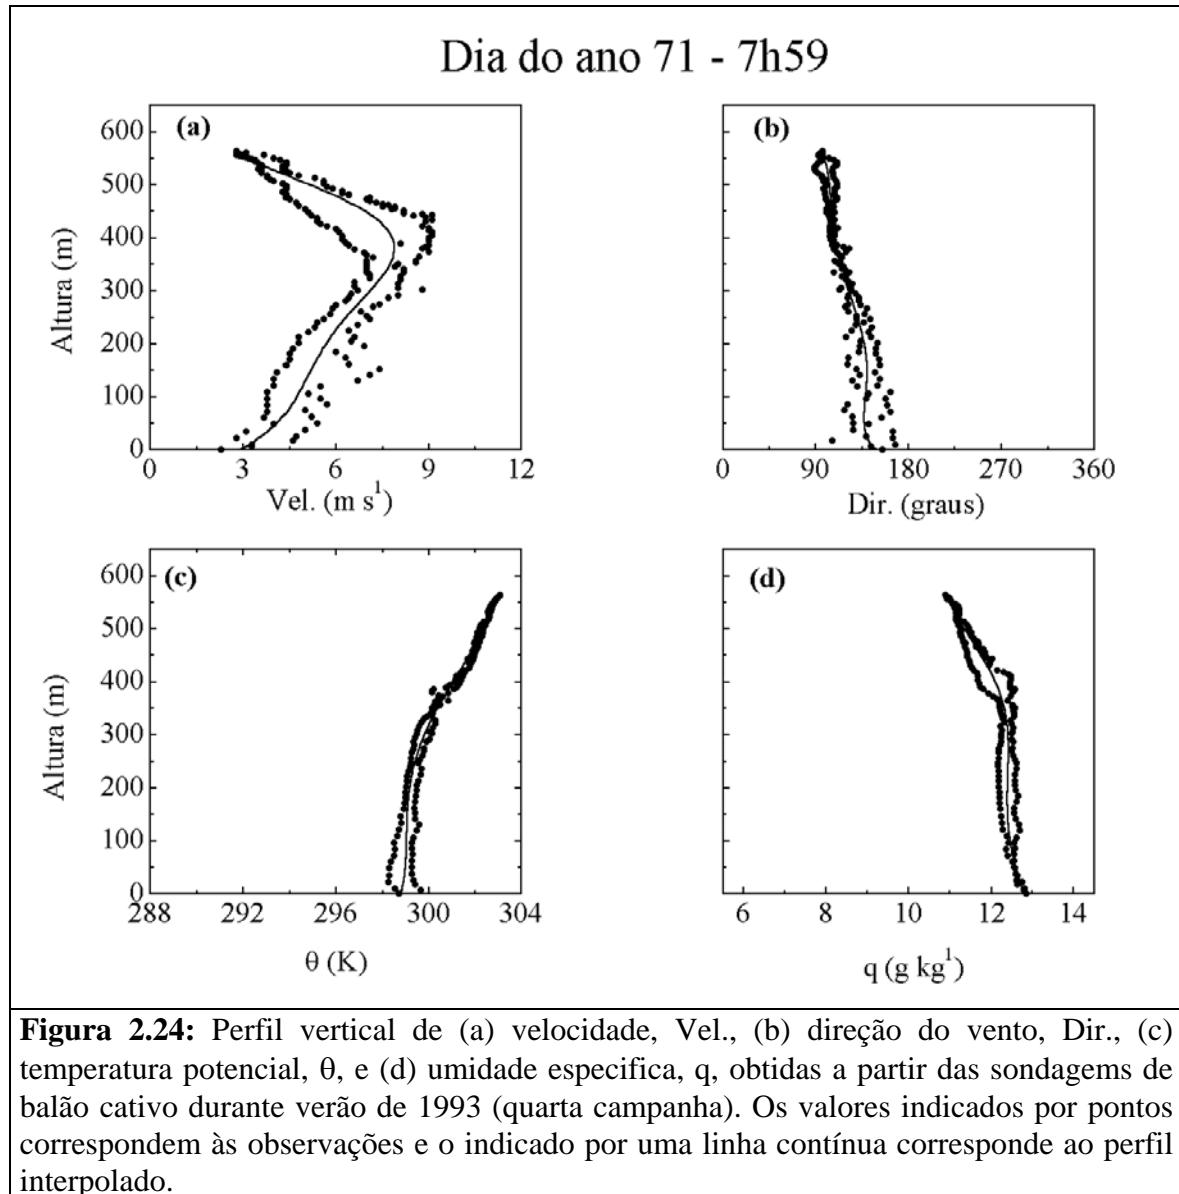 Dia do ano 71 - 7h59
(a)
600
500
400
300
200
100
0
Altura (m)
0 3 6 9 12
Vel. (m s¹)
(b)
0 90 180 270 360
Dir. (graus)
(c)
600
500
400
300
200
100
0
Altura (m)
288 292 296 300 304
θ (K)
(d)
6 8 10 12 14
q (g kg¹)
Figura 2.24: Perfil vertical de (a) velocidade, Vel., (b) direção do vento, Dir., (c)
temperatura potencial, θ, e (d) umidade especifica, q, obtidas a partir das sondagems de
balão cativo durante verão de 1993 (quarta campanha). Os valores indicados por pontos
correspondem às observações e o indicado por uma linha contínua corresponde ao perfil
interpolado.